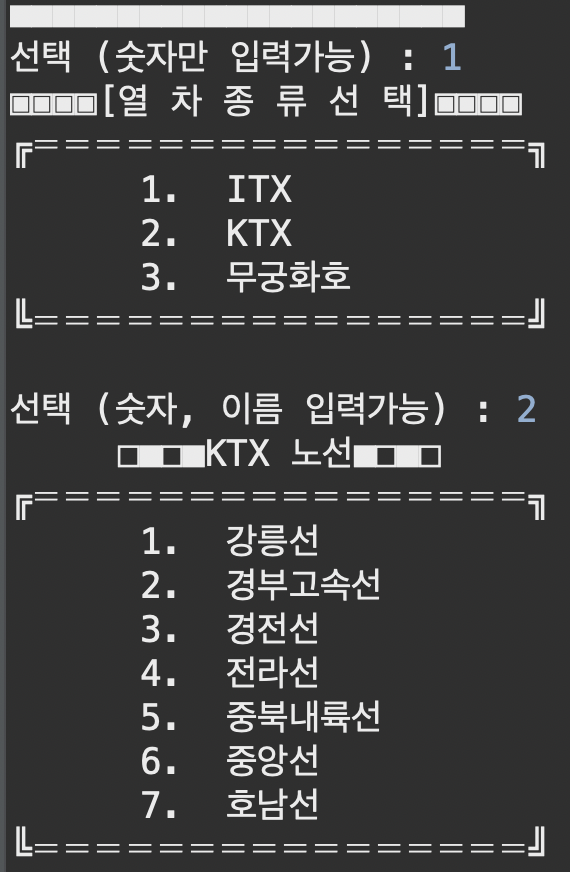 선택 (숫자만 입력가능) : 1
▣▣▣▣[열 차 종 류 선 택]▣▣▣▣
╔================╗
1. ITX
2. KTX
3. 무궁화호
╚================╝
선택 (숫자, 이름 입력가능) : 2
□■□■KTX 노선■□■□
╔================╗
1. 강릉선
2. 경부고속선
3. 경전선
4. 전라선
5. 중북내륙선
6. 중앙선
7. 호남선
╚================╝